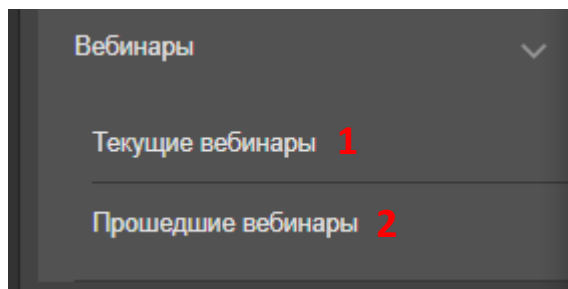 Вебинары
Текущие вебинары 1
Прошедшие вебинары 2